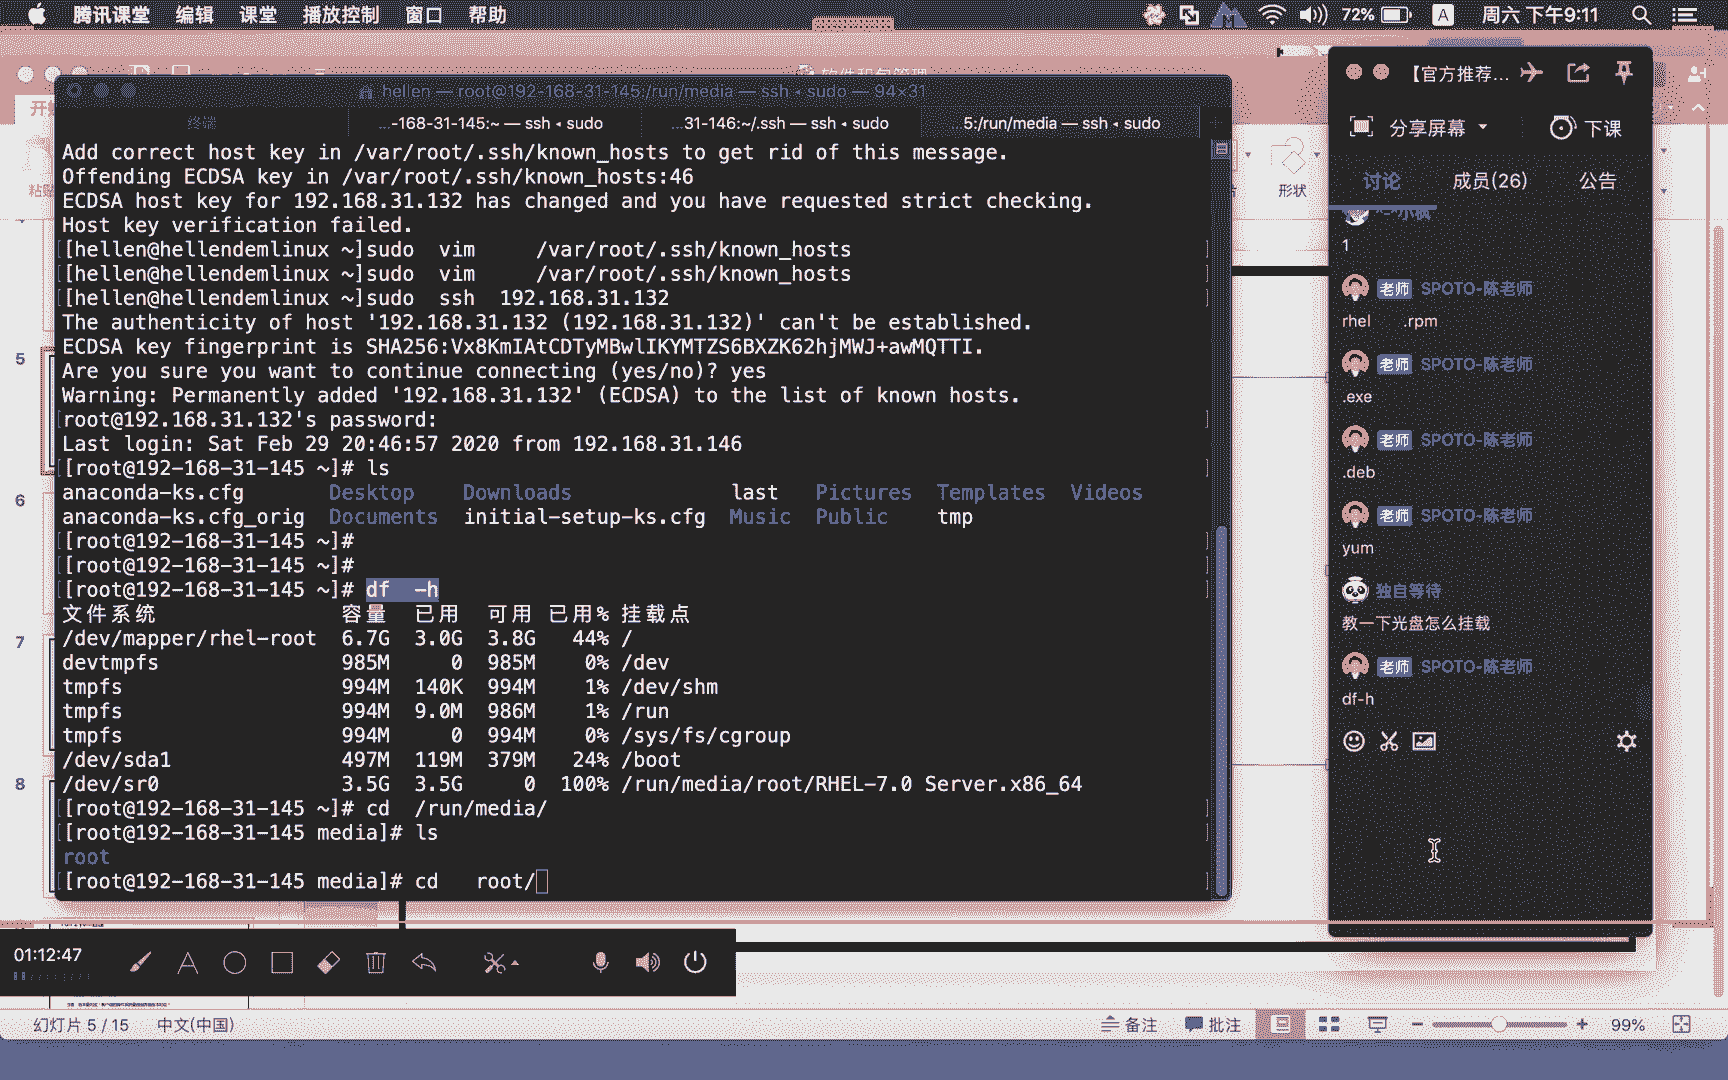 腾讯课堂 编辑 课堂 播放控制 窗口 帮助
72% A 周六 下午9:11
hellen — root@192-168-31-145:/run/media — ssh ◂ sudo — 94×31
终端 ...-168-31-145:~ — ssh ◂ sudo ...31-146:~/.ssh — ssh ◂ sudo ...5:/run/media — ssh ◂ sudo
Add correct host key in /var/root/.ssh/known_hosts to get rid of this message.
Offending ECDSA key in /var/root/.ssh/known_hosts:46
ECDSA host key for 192.168.31.132 has changed and you have requested strict checking.
Host key verification failed.
[[hellen@hellendemlinux ~]sudo  vim     /var/root/.ssh/known_hosts ]
[[hellen@hellendemlinux ~]sudo  vim     /var/root/.ssh/known_hosts ]
[[hellen@hellendemlinux ~]sudo  ssh  192.168.31.132 ]
The authenticity of host '192.168.31.132 (192.168.31.132)' can't be established.
ECDSA key fingerprint is SHA256:Vx8KmIAtCDTyMBwlIKYMTZS6BXZK62hjMWJ+awMQTTI.
Are you sure you want to continue connecting (yes/no)? yes
Warning: Permanently added '192.168.31.132' (ECDSA) to the list of known hosts.
[root@192.168.31.132's password: ]
Last login: Sat Feb 29 20:46:57 2020 from 192.168.31.146
[[root@192-168-31-145 ~]# ls ]
anaconda-ks.cfg       Desktop    Downloads             last   Pictures  Templates  Videos
anaconda-ks.cfg_orig  Documents  initial-setup-ks.cfg  Music  Public    tmp
[[root@192-168-31-145 ~]# ]
[[root@192-168-31-145 ~]# ]
[[root@192-168-31-145 ~]# df  -h ]
文件系统               容量  已用  可用 已用% 挂载点
/dev/mapper/rhel-root  6.7G  3.0G  3.8G   44% /
devtmpfs               985M     0  985M    0% /dev
tmpfs                  994M  140K  994M    1% /dev/shm
tmpfs                  994M  9.0M  986M    1% /run
tmpfs                  994M     0  994M    0% /sys/fs/cgroup
/dev/sda1              497M  119M  379M   24% /boot
/dev/sr0               3.5G  3.5G     0  100% /run/media/root/RHEL-7.0 Server.x86_64
[[root@192-168-31-145 ~]# cd  /run/media/ ]
[[root@192-168-31-145 media]# ls ]
root
[[root@192-168-31-145 media]# cd   root/ ]
【官方推荐...
分享屏幕 下课
讨论 成员(26) 公告
1
老师 SPOTO-陈老师
rhel .rpm
老师 SPOTO-陈老师
.exe
老师 SPOTO-陈老师
.deb
老师 SPOTO-陈老师
yum
独自等待
教一下光盘怎么挂载
老师 SPOTO-陈老师
df-h
形状
5
6
7
8
01:12:47
幻灯片 5 / 15 中文(中国) 备注 批注 99%